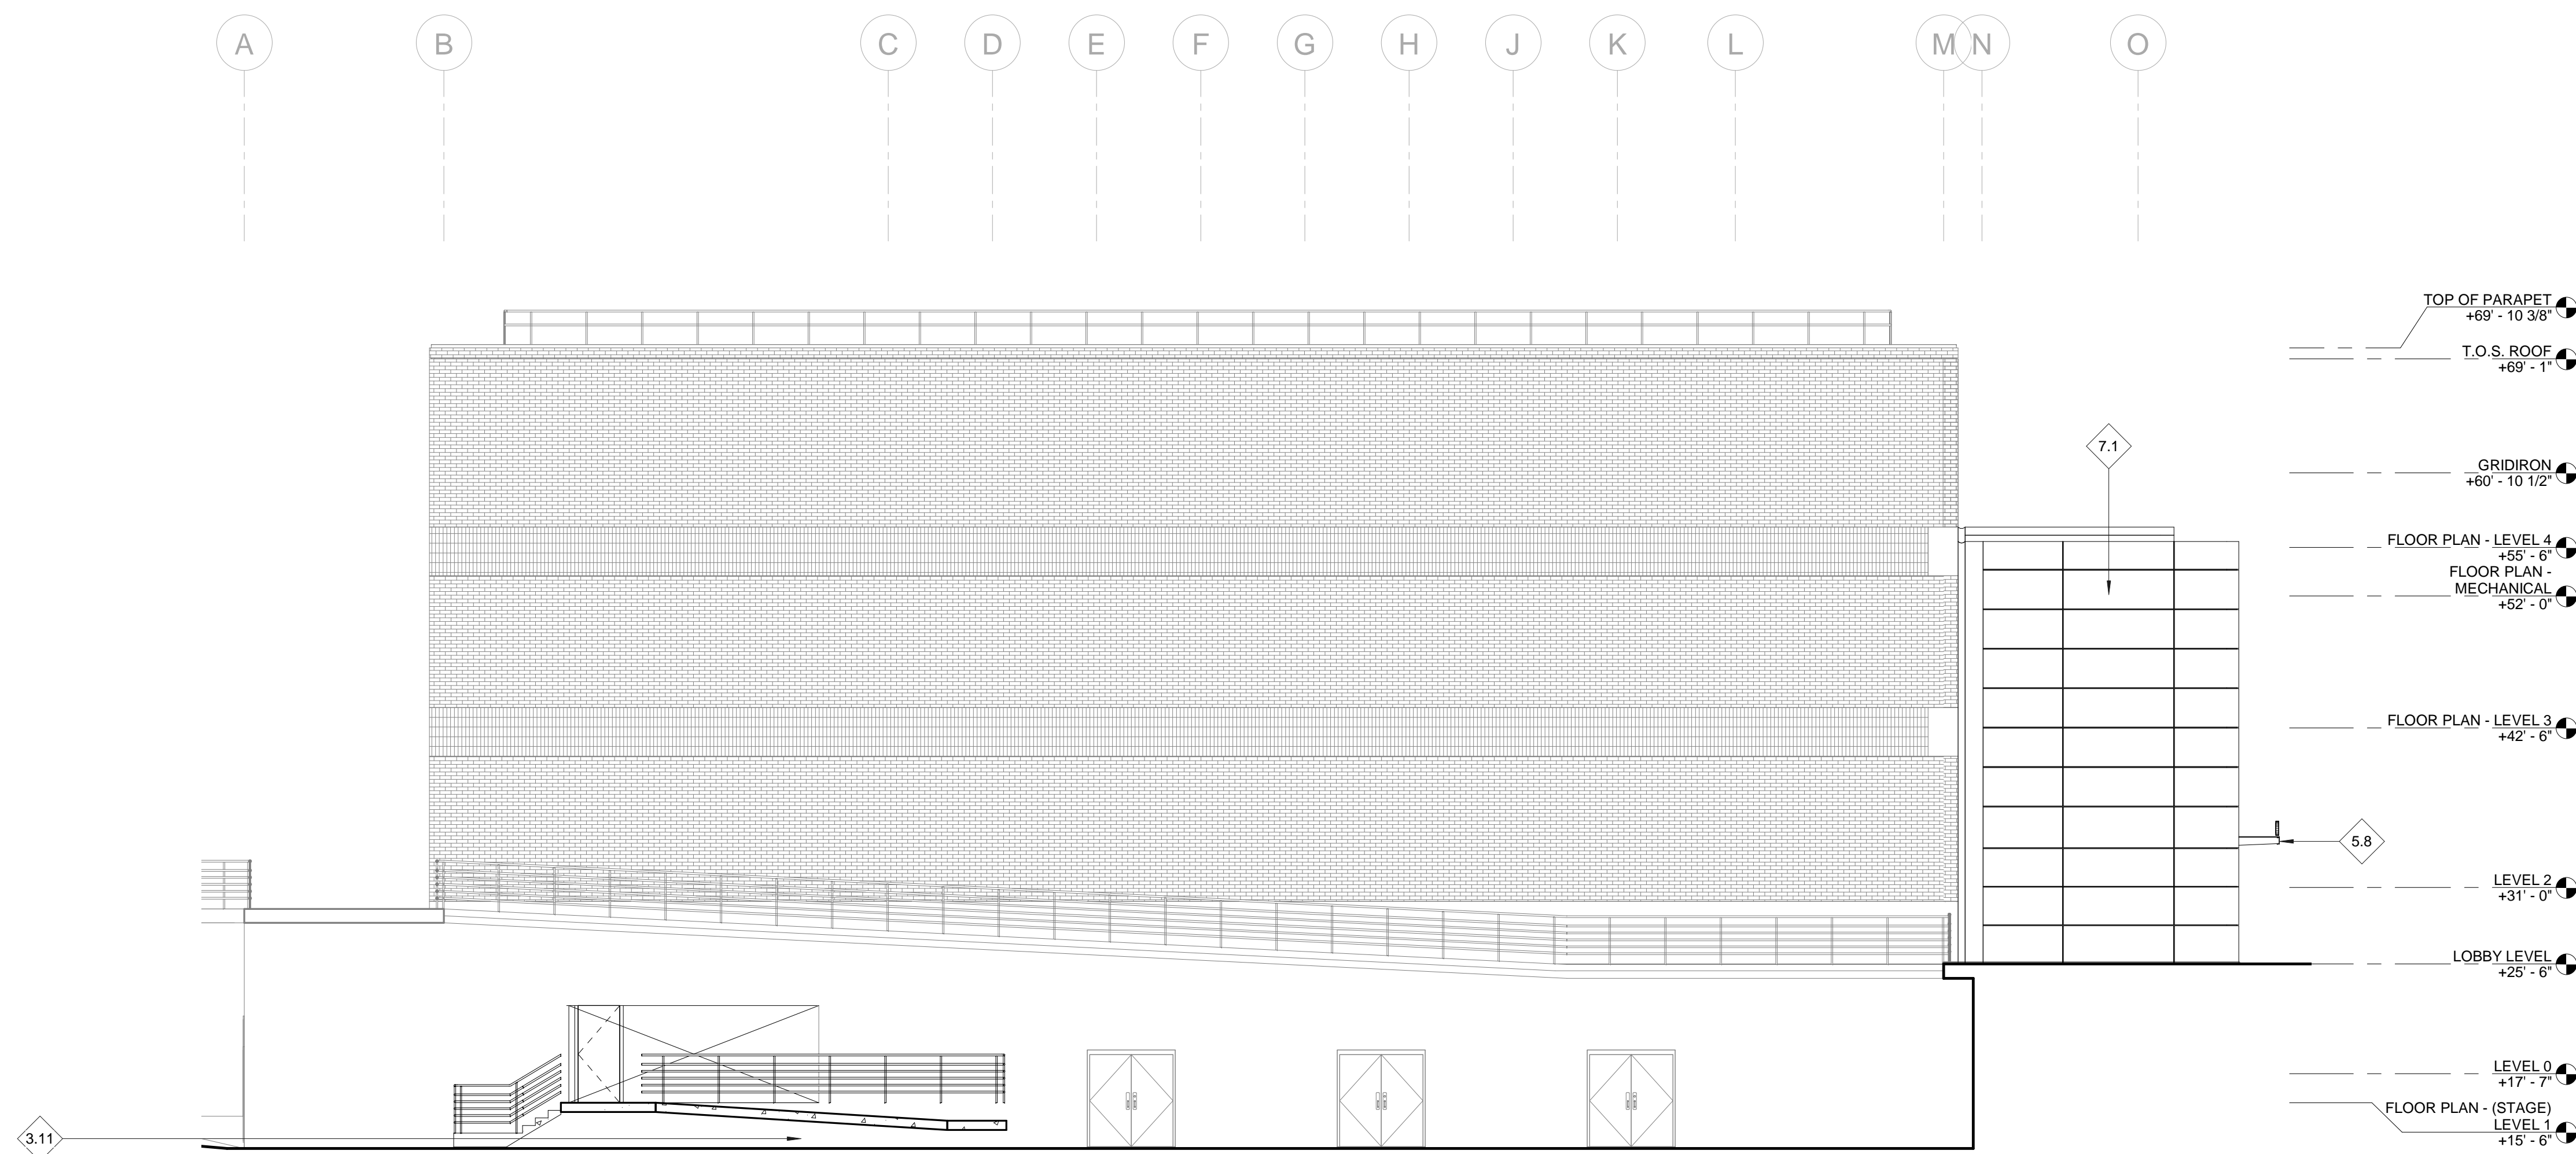 A
B
C
D
E
F
G
H
J
K
L
M
N
O
TOP OF PARAPET
+69' - 10 3/8"
T.O.S. ROOF
+69' - 1"
7.1
GRIDIRON
+60' - 10 1/2"
FLOOR PLAN - LEVEL 4
+55' - 6"
FLOOR PLAN -
MECHANICAL
+52' - 0"
FLOOR PLAN - LEVEL 3
+42' - 6"
5.8
LEVEL 2
+31' - 0"
LOBBY LEVEL
+25' - 6"
LEVEL 0
+17' - 7"
FLOOR PLAN - (STAGE)
LEVEL 1
+15' - 6"
3.11